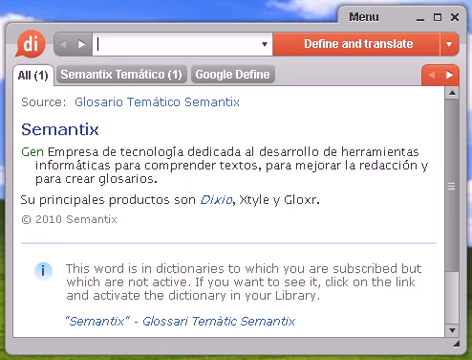 Menu
di
Define and translate
All (1) Semantix Temático (1) Google Define
Source: Glosario Temático Semantix
Semantix
Gen Empresa de tecnología dedicada al desarrollo de herramientas
informáticas para comprender textos, para mejorar la redacción y
para crear glosarios.
Su principales productos son Dixio, Xtyle y Gloxr.
© 2010 Semantix
i
This word is in dictionaries to which you are subscribed but
which are not active. If you want to see it, click on the link
and activate the dictionary in your Library.
"Semantix" - Glossari Temàtic Semantix